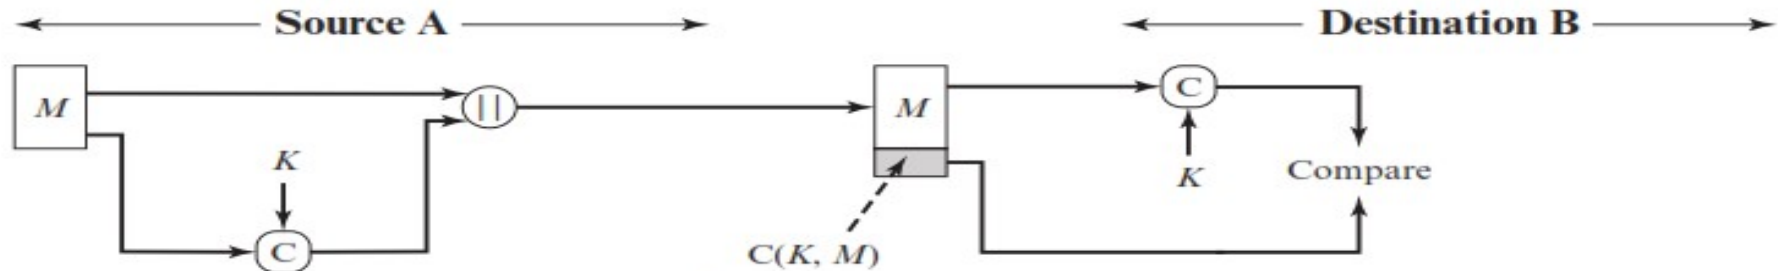 Source A
Destination B
M
||
M
C
K
K
Compare
C
C(K, M)